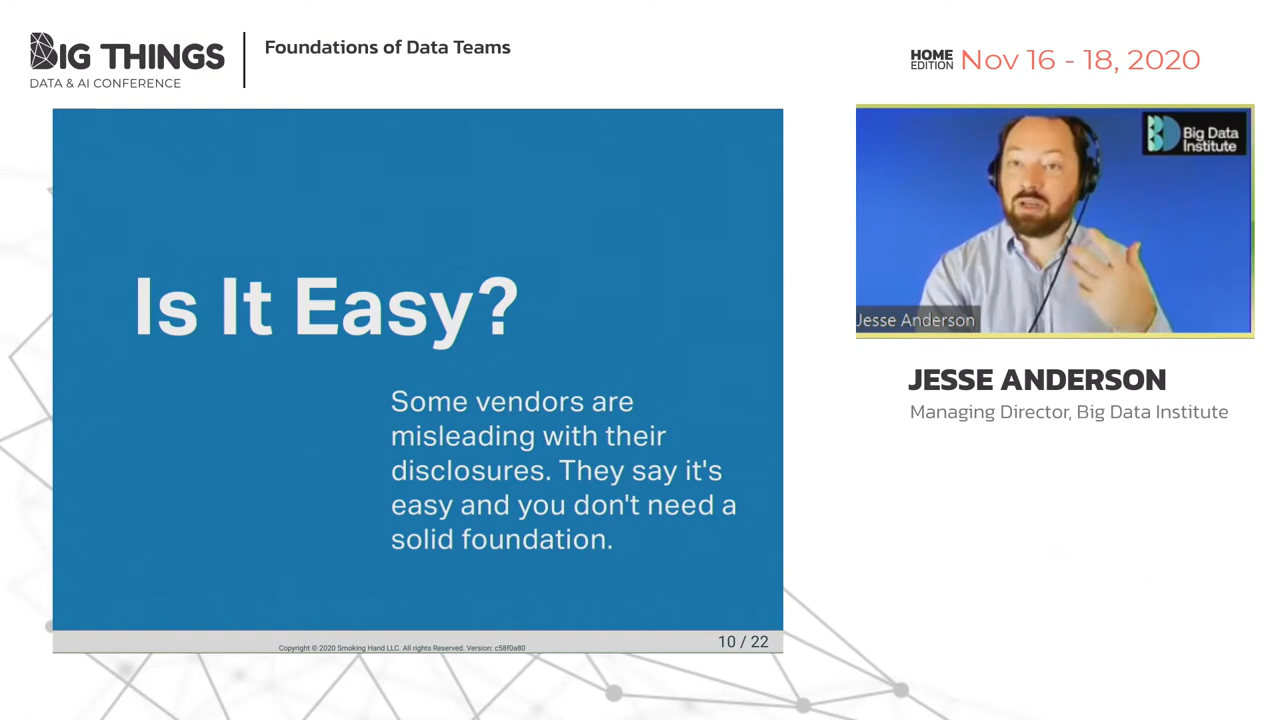 BIG THINGS
DATA & AI CONFERENCE
Foundations of Data Teams
HOME
EDITION
Nov 16 - 18, 2020
Is It Easy?
Some vendors are
misleading with their
disclosures. They say it's
easy and you don't need a
solid foundation.
Copyright © 2020 Smoking Hand LLC. All rights Reserved. Version: c58f0a80
10 / 22
Big Data
Institute
Jesse Anderson
JESSE ANDERSON
Managing Director, Big Data Institute